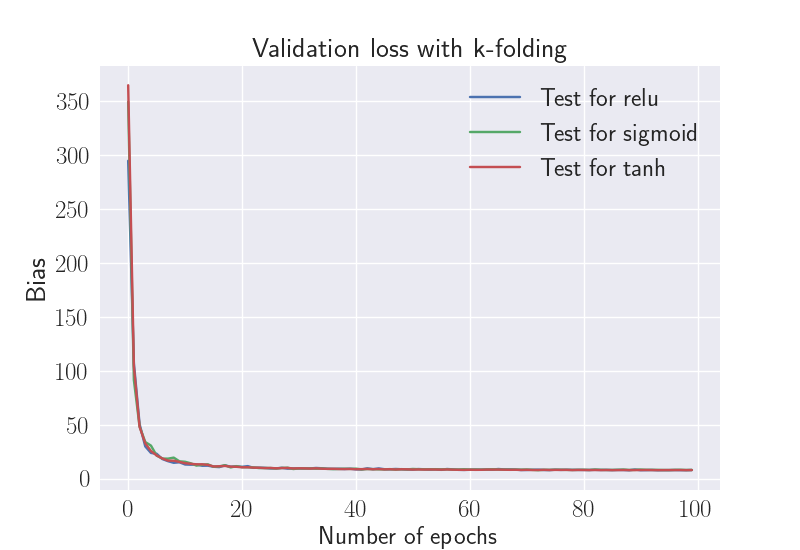 Validation loss with k-folding
350
300
250
200
150
100
50
0
Bias
Test for relu
Test for sigmoid
Test for tanh
0 20 40 60 80 100
Number of epochs